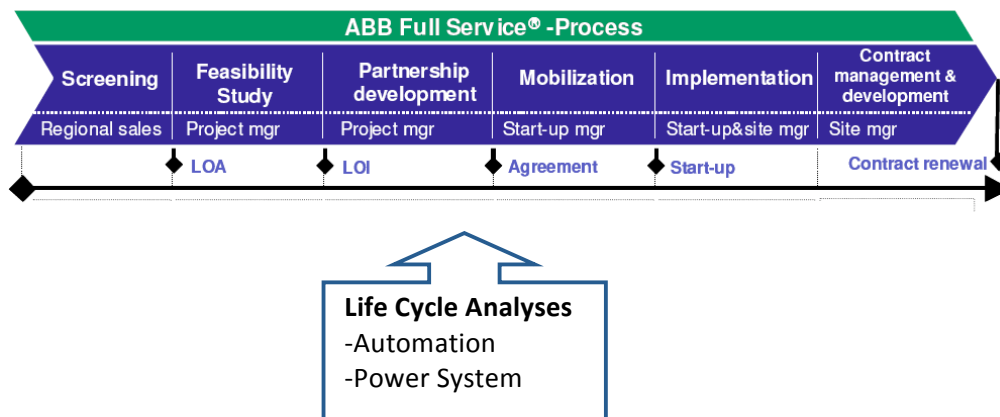 ABB Full Service® -Process
Screening
Feasibility
Study
Partnership
development
Mobilization
Implementation
Contract
management &
development
Regional sales
Project mgr
Project mgr
Start-up mgr
Start-up&site mgr
Site mgr
LOA
LOI
Agreement
Start-up
Contract renewal
Life Cycle Analyses
-Automation
-Power System